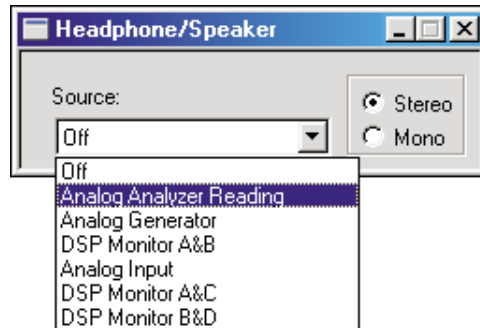 Headphone/Speaker
Source:
Stereo
Off
Mono
Off
Analog Analyzer Reading
Analog Generator
DSP Monitor A&B
Analog Input
DSP Monitor A&C
DSP Monitor B&D